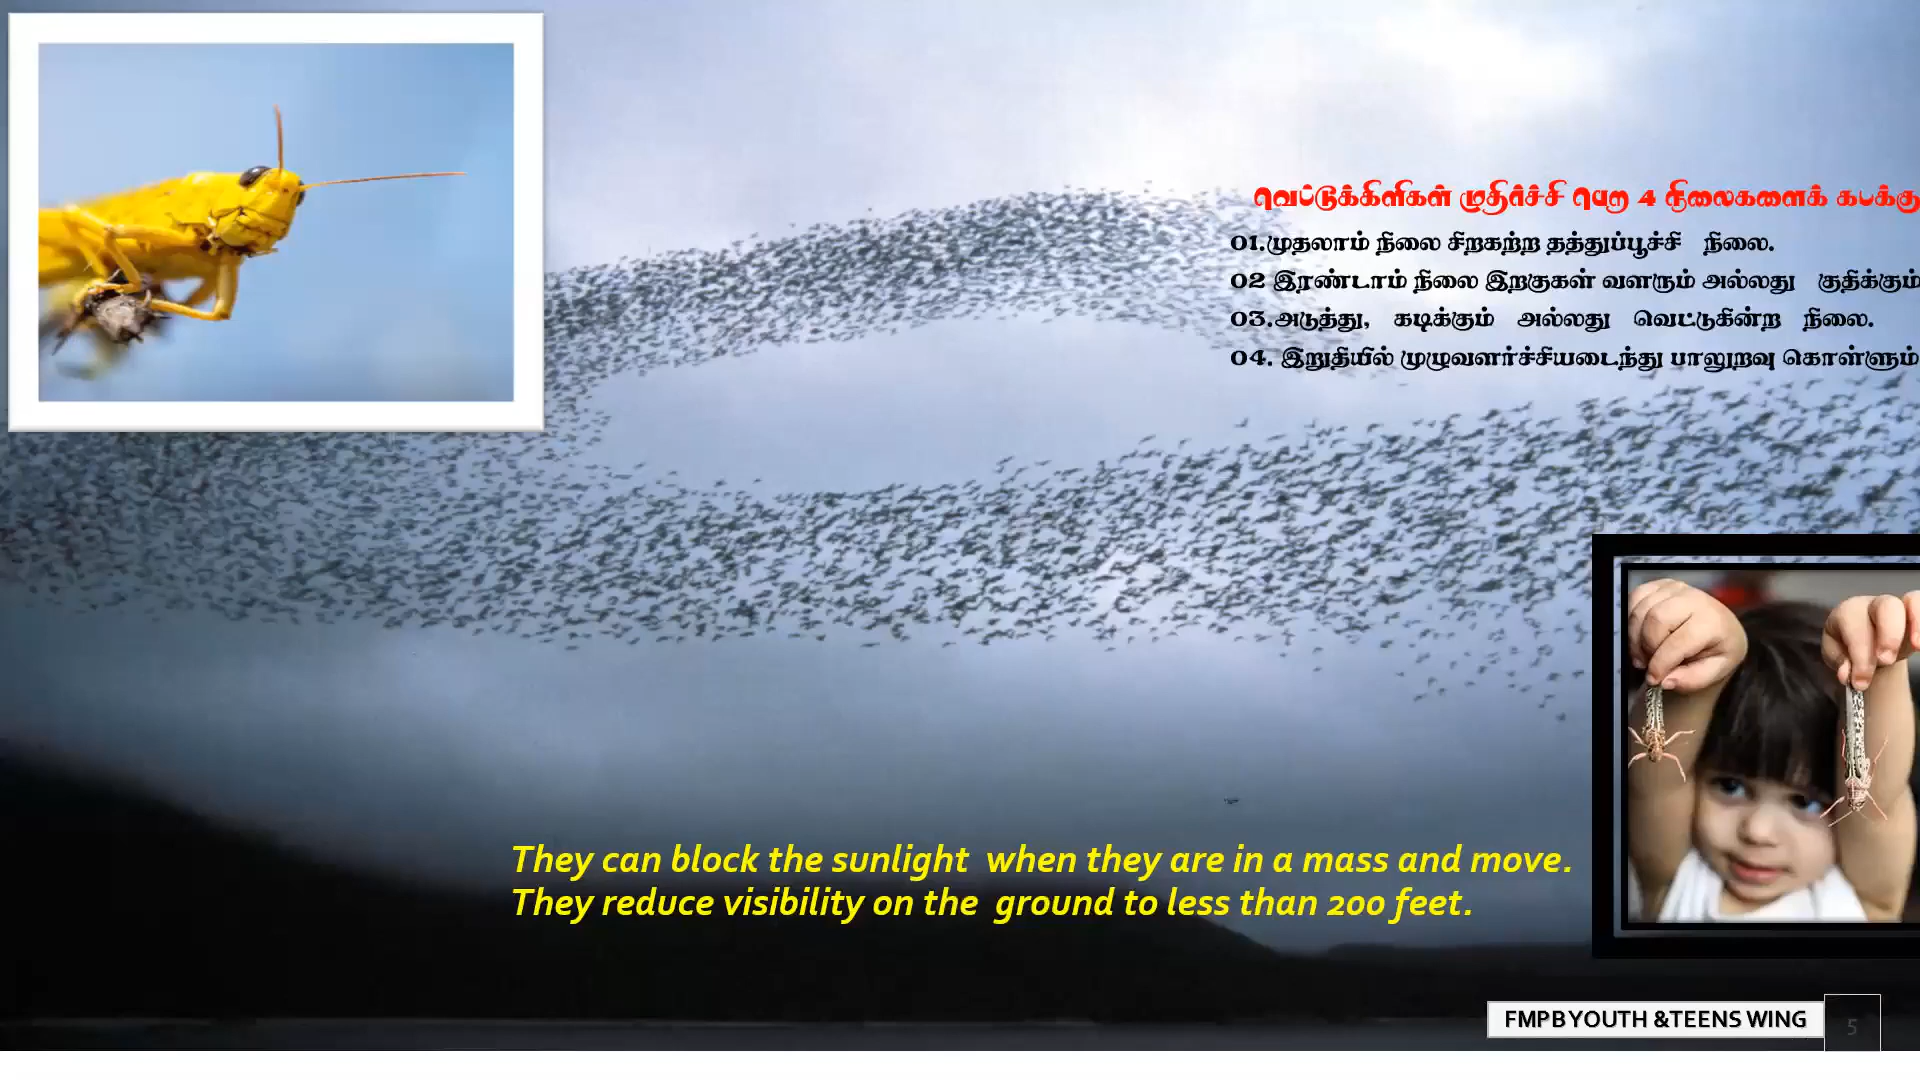 வெட்டுக்கிளிகள் முதிர்ச்சி பெற 4 நிலைகளைக்
01.முதலாம் நிலை சிறகற்ற தத்துப்பூச்சி நிலை.
02 இரண்டாம் நிலை இறகுகள் வளரும் அல்லது குதிக்கும்
03.அடுத்து, கடிக்கும் அல்லது வெட்டுகின்ற நிலை.
04. இறுதியில் முழுவளர்ச்சியடைந்து பாலுறவு கொள்ளும்
They can block the sunlight when they are in a mass and move.
They reduce visibility on the ground to less than 200 feet.
FMPB YOUTH &TEENS WING
5